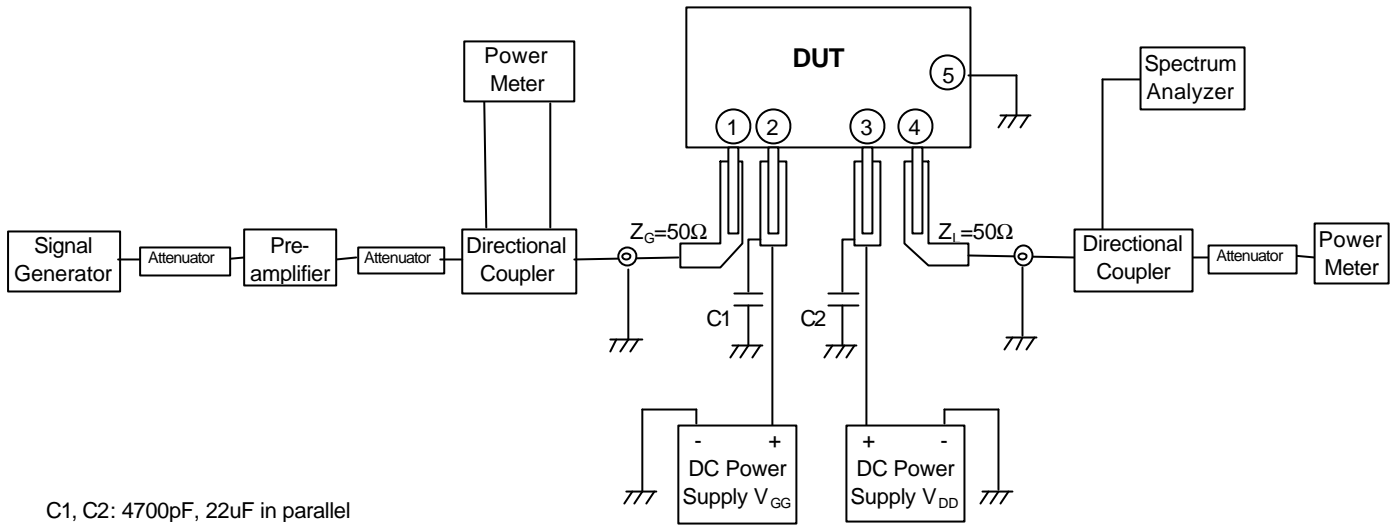 Power
Meter
DUT
5
Spectrum
Analyzer
1 2 3 4
Signal
Generator
Attenuator
Pre-
amplifier
Attenuator
Directional
Coupler
Z_G=50Ω
Z_L=50Ω
Directional
Coupler
Attenuator
Power
Meter
C1
C2
- +
DC Power
Supply V_GG
+ -
DC Power
Supply V_DD
C1, C2: 4700pF, 22uF in parallel